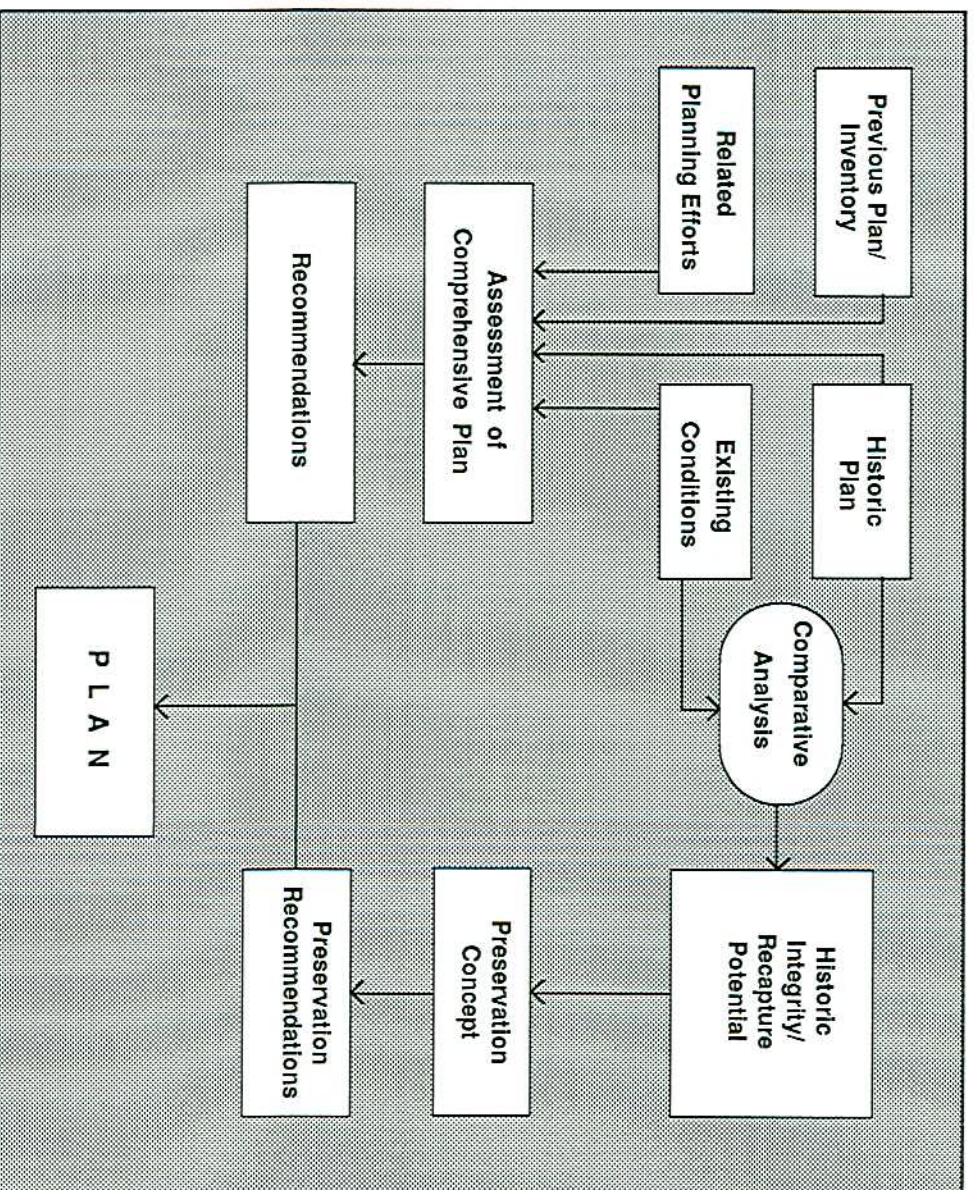 Previous Plan/
Inventory
Historic
Plan
Related
Planning Efforts
Existing
Conditions
Comparative
Analysis
Historic
Integrity/
Recapture
Potential
Assessment of
Comprehensive Plan
Preservation
Concept
Recommendations
Preservation
Recommendations
P L A N